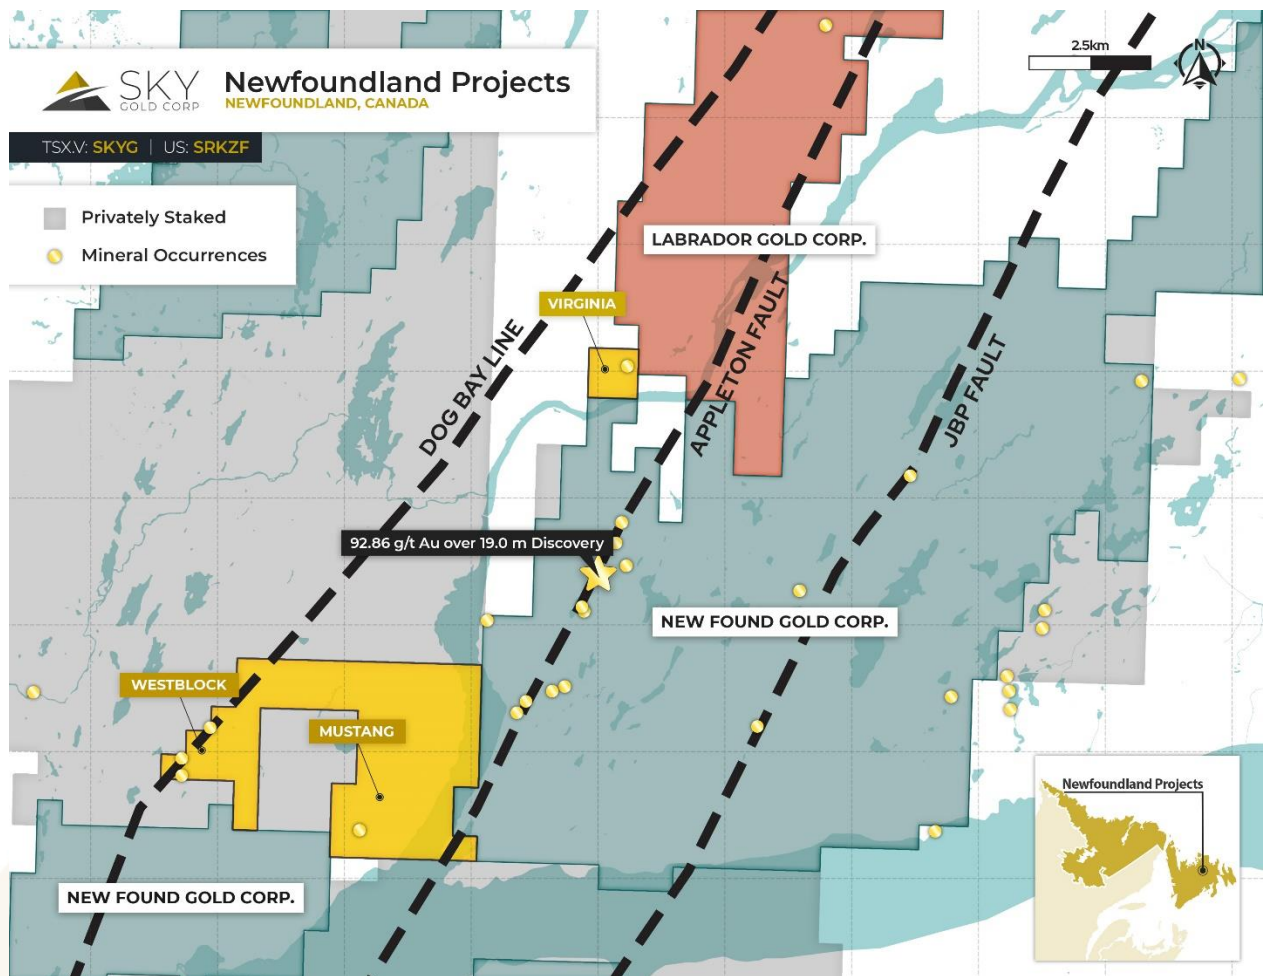 SKY
GOLD CORP
Newfoundland Projects
NEWFOUNDLAND, CANADA
TSX.V: SKYG | US: SRKZF
Privately Staked
Mineral Occurrences
2.5km
N
LABRADOR GOLD CORP.
VIRGINIA
DOG BAY LINE
APPLETON FAULT
JBP FAULT
92.86 g/t Au over 19.0 m Discovery
NEW FOUND GOLD CORP.
WESTBLOCK
MUSTANG
NEW FOUND GOLD CORP.
Newfoundland Projects